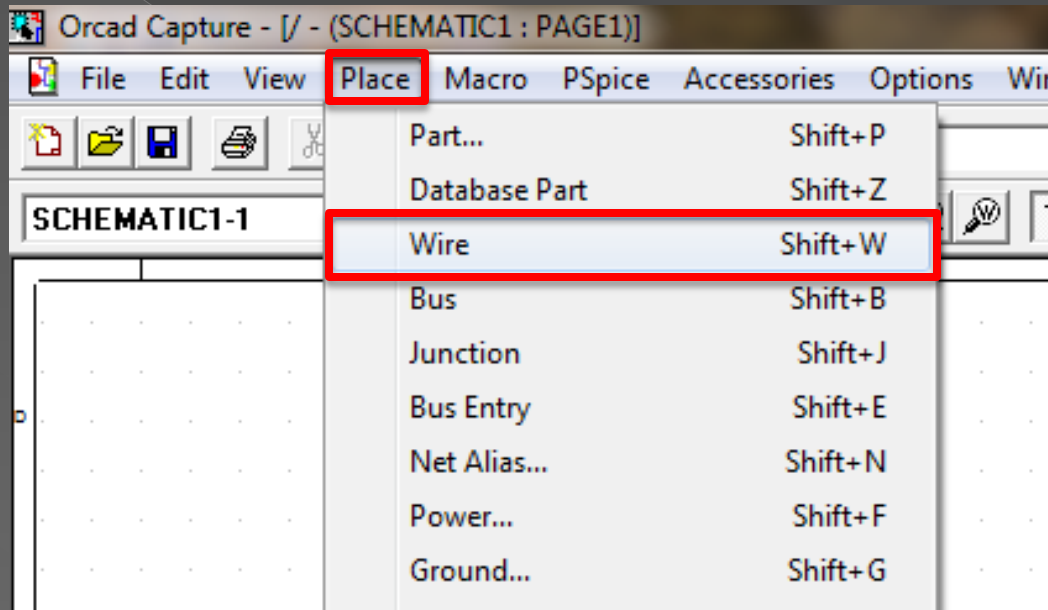 Orcad Capture - [/ - (SCHEMATIC1 : PAGE1)]
File Edit View Place Macro PSpice Accessories Options
Part... Shift+P
Database Part Shift+Z
SCHEMATIC1-1
Wire Shift+W
Bus Shift+B
Junction Shift+J
Bus Entry Shift+E
Net Alias... Shift+N
Power... Shift+F
Ground... Shift+G